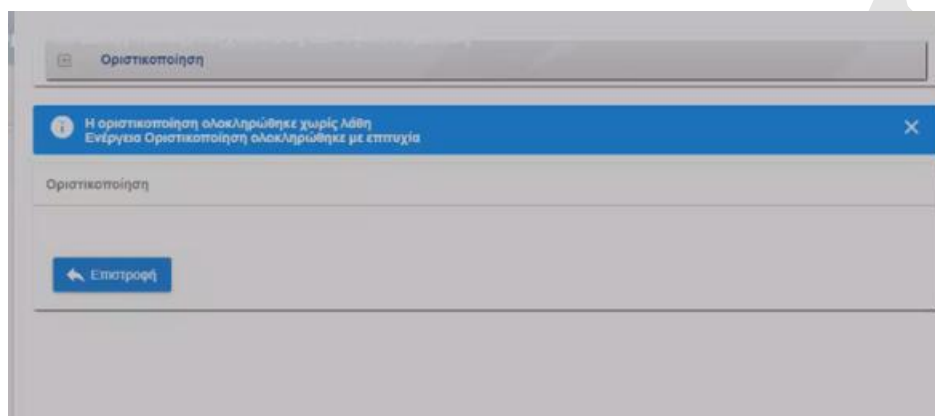 Οριστικοποίηση
Η οριστικοποίηση ολοκληρώθηκε χωρίς λάθη
Ενέργεια Οριστικοποίηση ολοκληρώθηκε με επιτυχία
Οριστικοποίηση
Επιστροφή